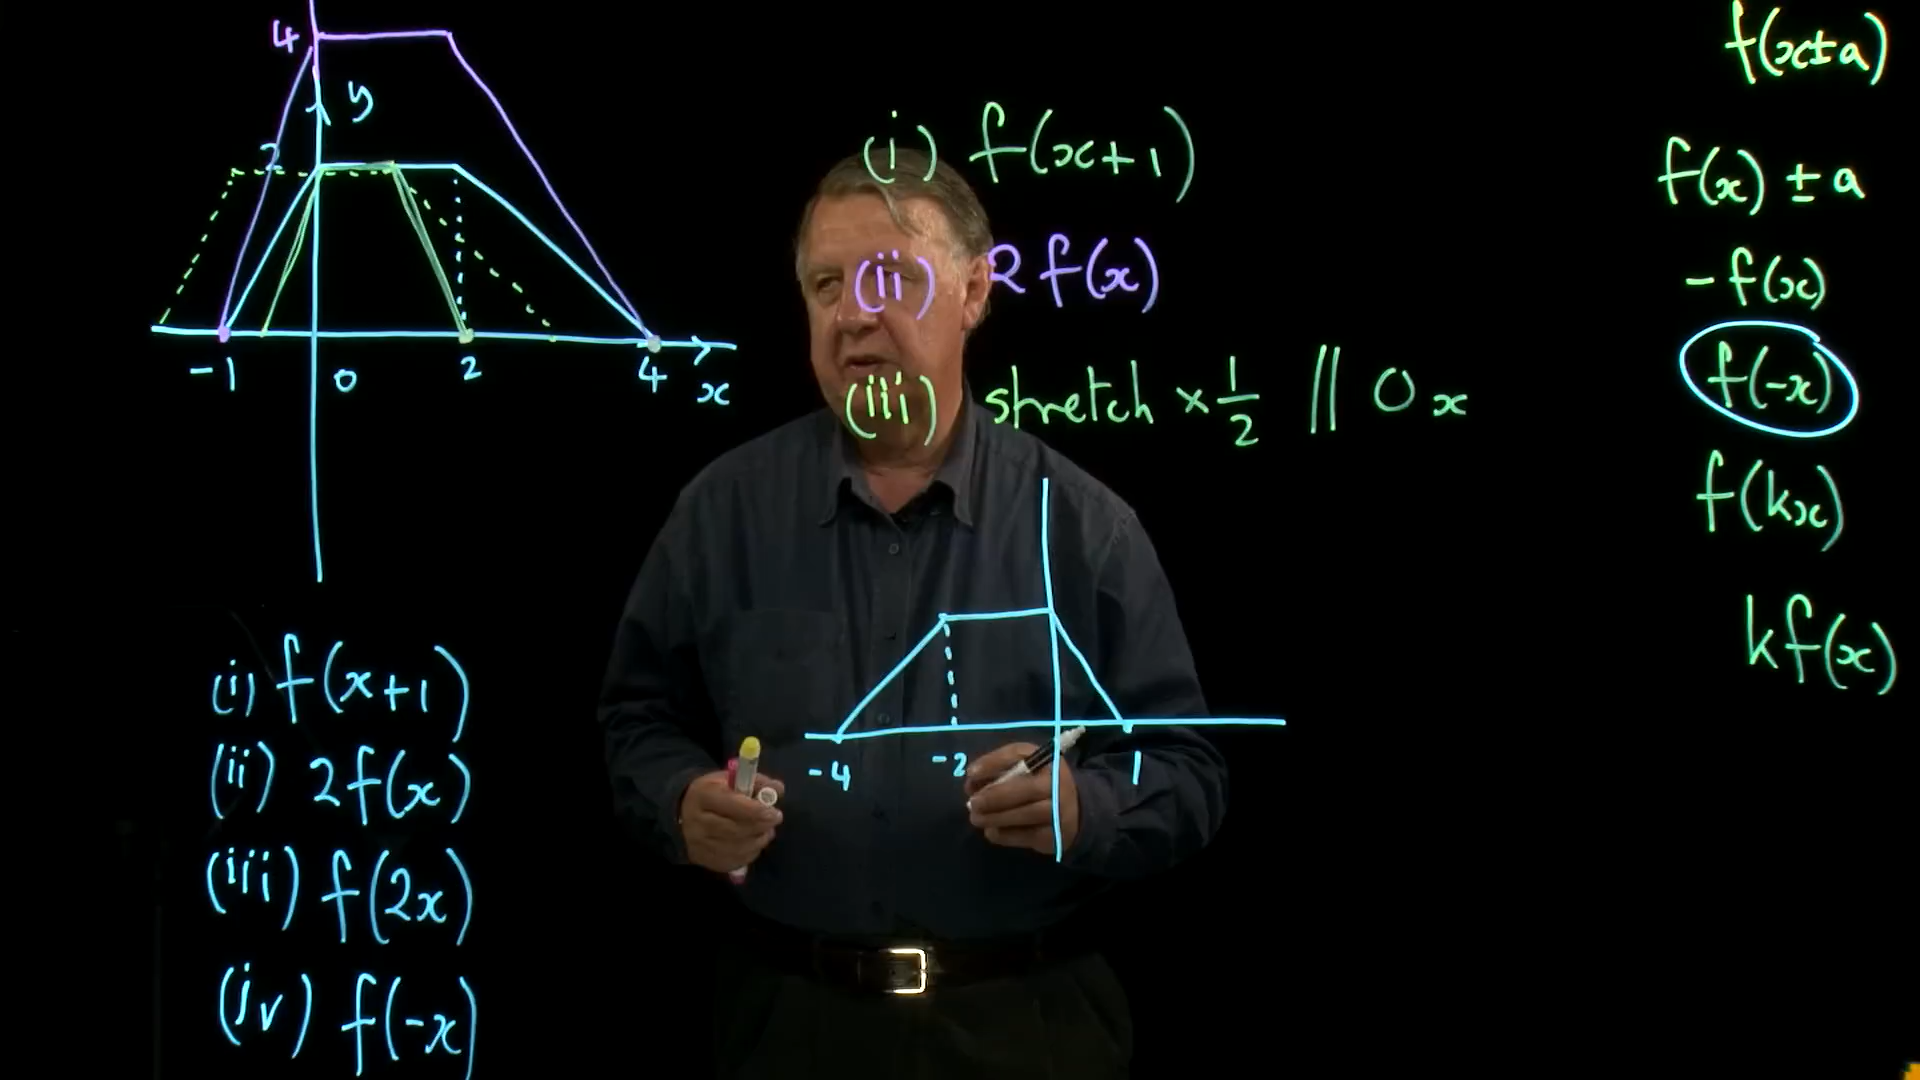 4
y
2
-1 0 2 4 x
(i) f(x+1)
(ii) 2f(x)
(iii) stretch × 1/2 || Ox
-4 -2 1
(i) f(x+1)
(ii) 2f(x)
(iii) f(2x)
(iv) f(-x)
f(x±a)
f(x) ± a
-f(x)
f(-x)
f(kx)
kf(x)